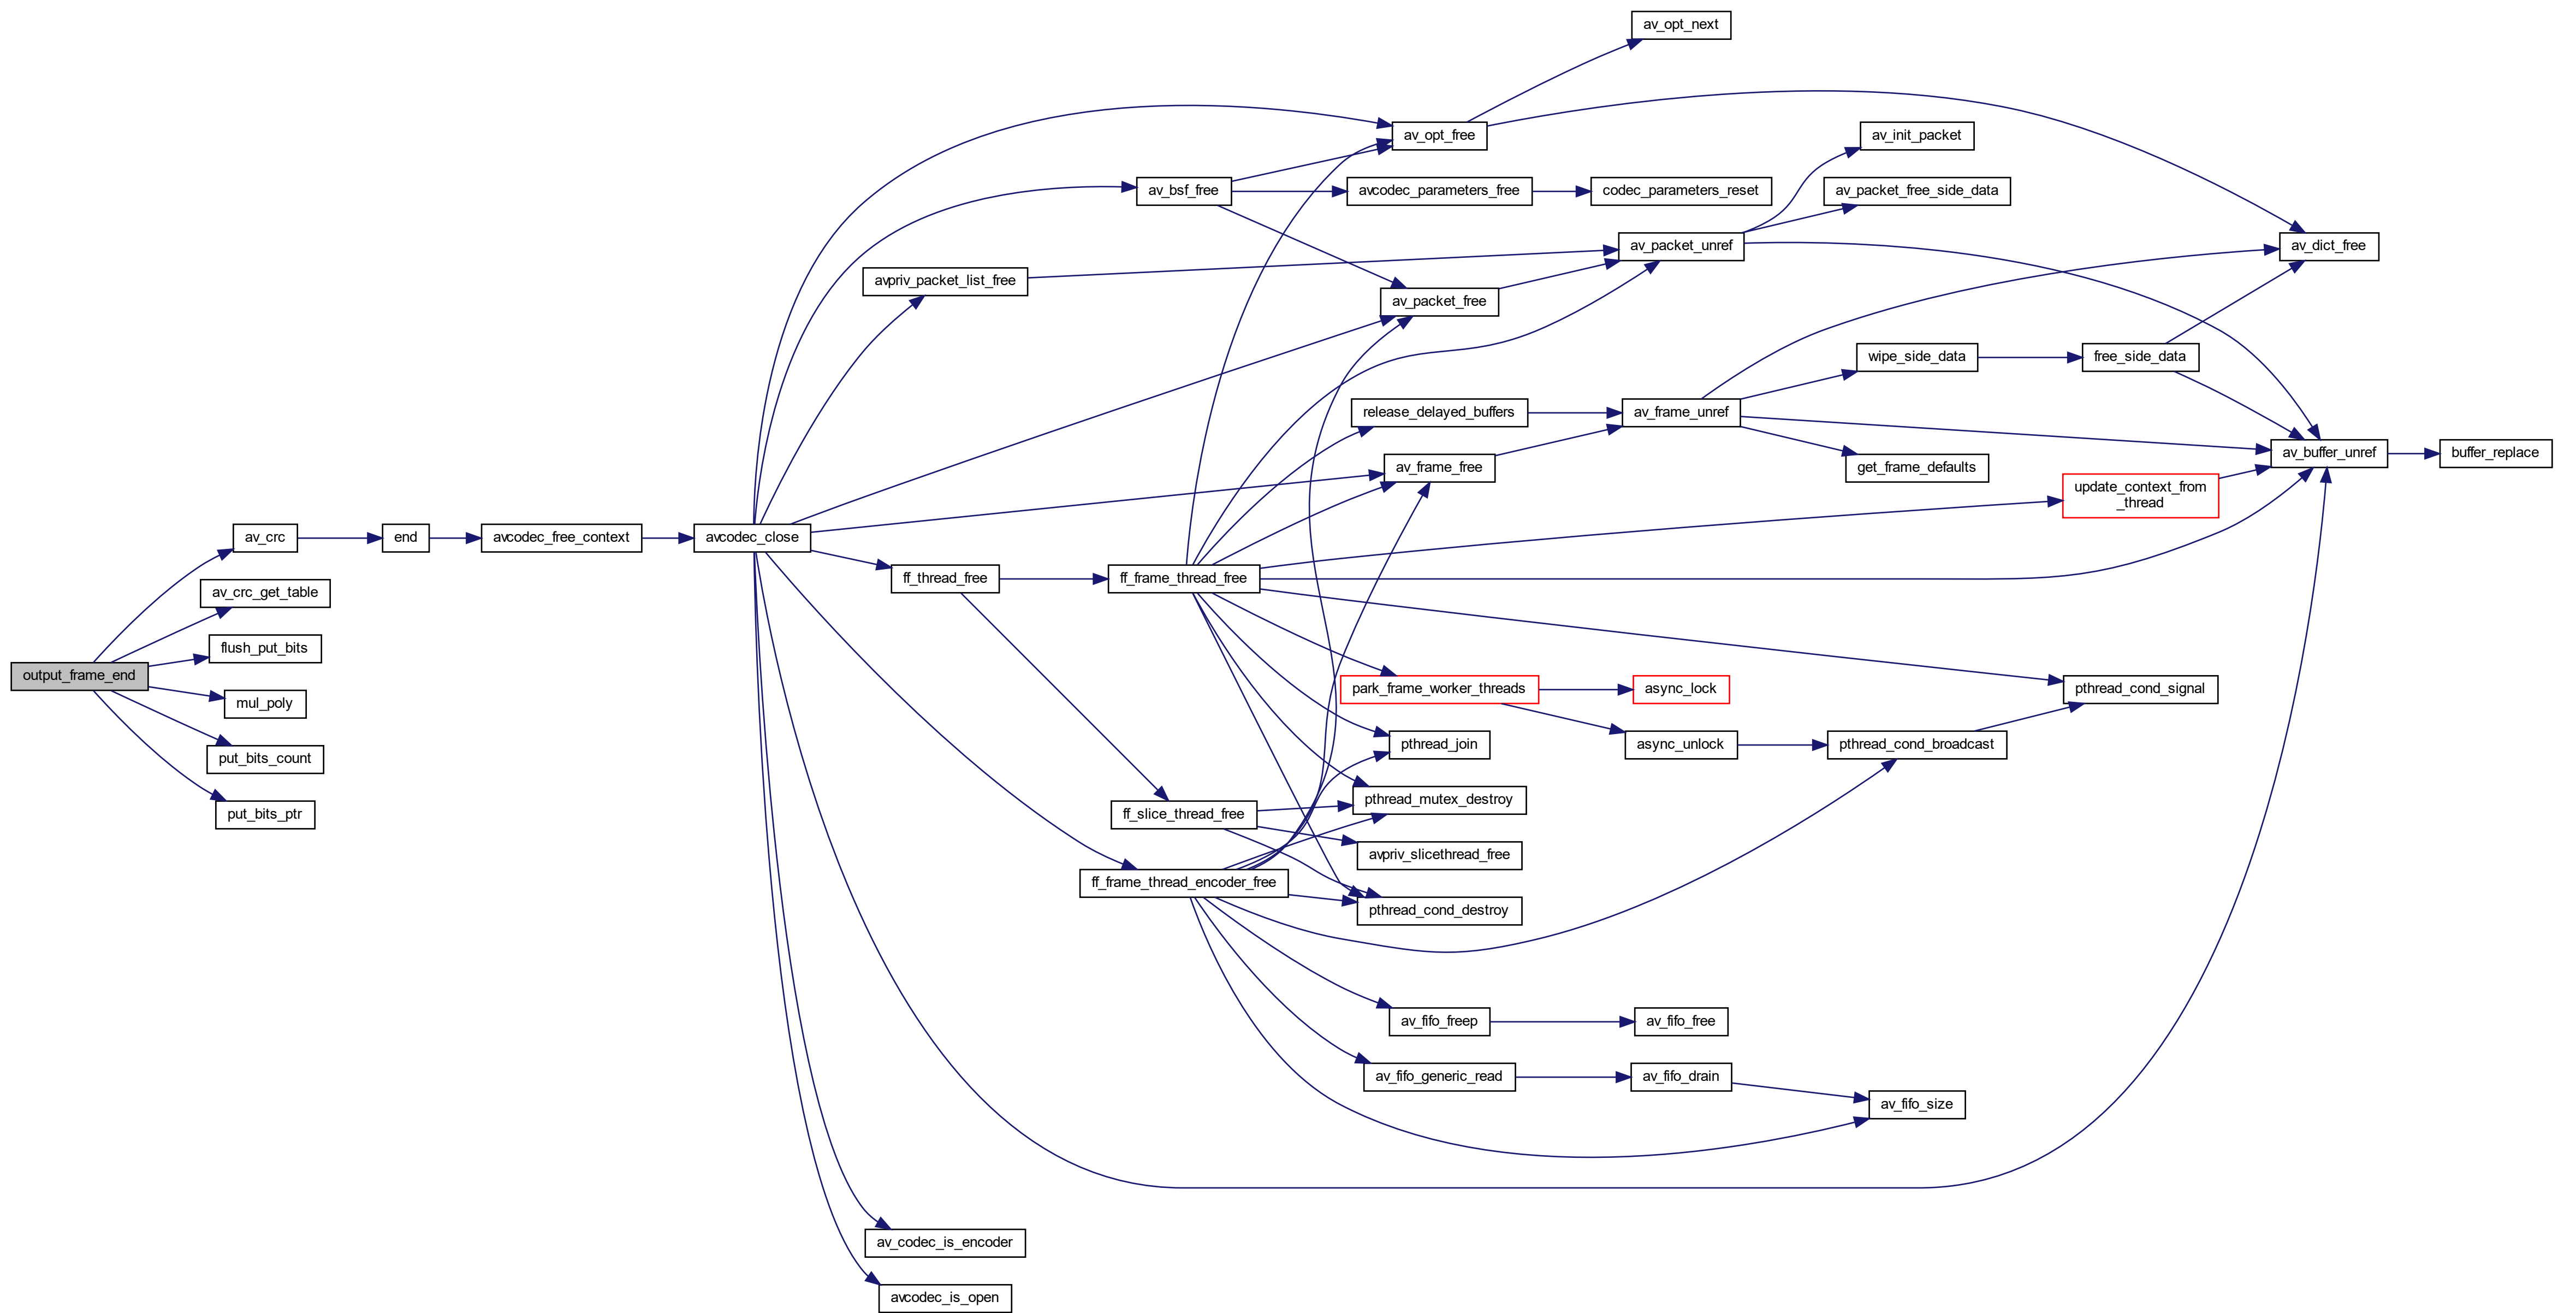 av_opt_next
av_opt_free
av_init_packet
av_bsf_free
avcodec_parameters_free
codec_parameters_reset
av_packet_free_side_data
av_packet_unref
av_dict_free
avpriv_packet_list_free
av_packet_free
wipe_side_data
free_side_data
release_delayed_buffers
av_frame_unref
av_buffer_unref
buffer_replace
av_frame_free
get_frame_defaults
update_context_from
_thread
av_crc
end
avcodec_free_context
avcodec_close
ff_thread_free
ff_frame_thread_free
av_crc_get_table
flush_put_bits
output_frame_end
park_frame_worker_threads
async_lock
pthread_cond_signal
mul_poly
pthread_join
async_unlock
pthread_cond_broadcast
put_bits_count
pthread_mutex_destroy
put_bits_ptr
ff_slice_thread_free
avpriv_slicethread_free
ff_frame_thread_encoder_free
pthread_cond_destroy
av_fifo_freep
av_fifo_free
av_fifo_generic_read
av_fifo_drain
av_fifo_size
av_codec_is_encoder
avcodec_is_open